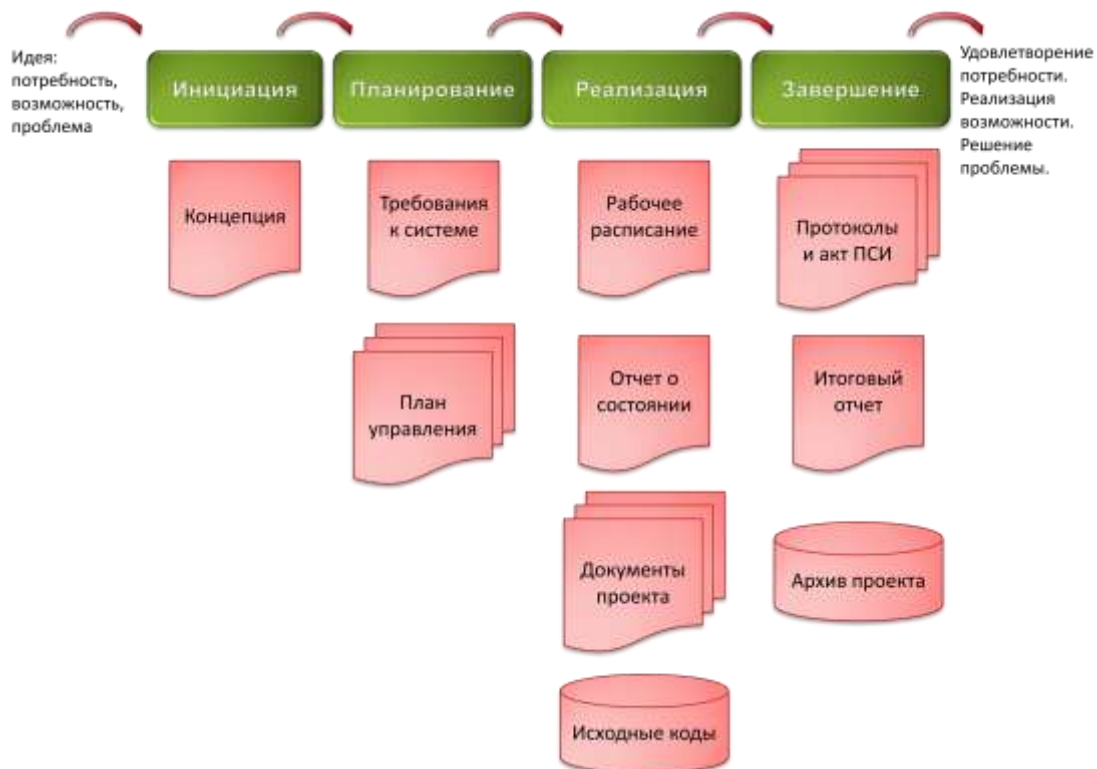 Идея:
потребность,
возможность,
проблема
Инициация
Планирование
Реализация
Завершение
Удовлетворение
потребности.
Реализация
возможности.
Решение
проблемы.
Концепция
Требования
к системе
Рабочее
расписание
Протоколы
и акт ПСИ
План
управления
Отчет о
состоянии
Итоговый
отчет
Документы
проекта
Архив проекта
Исходные коды